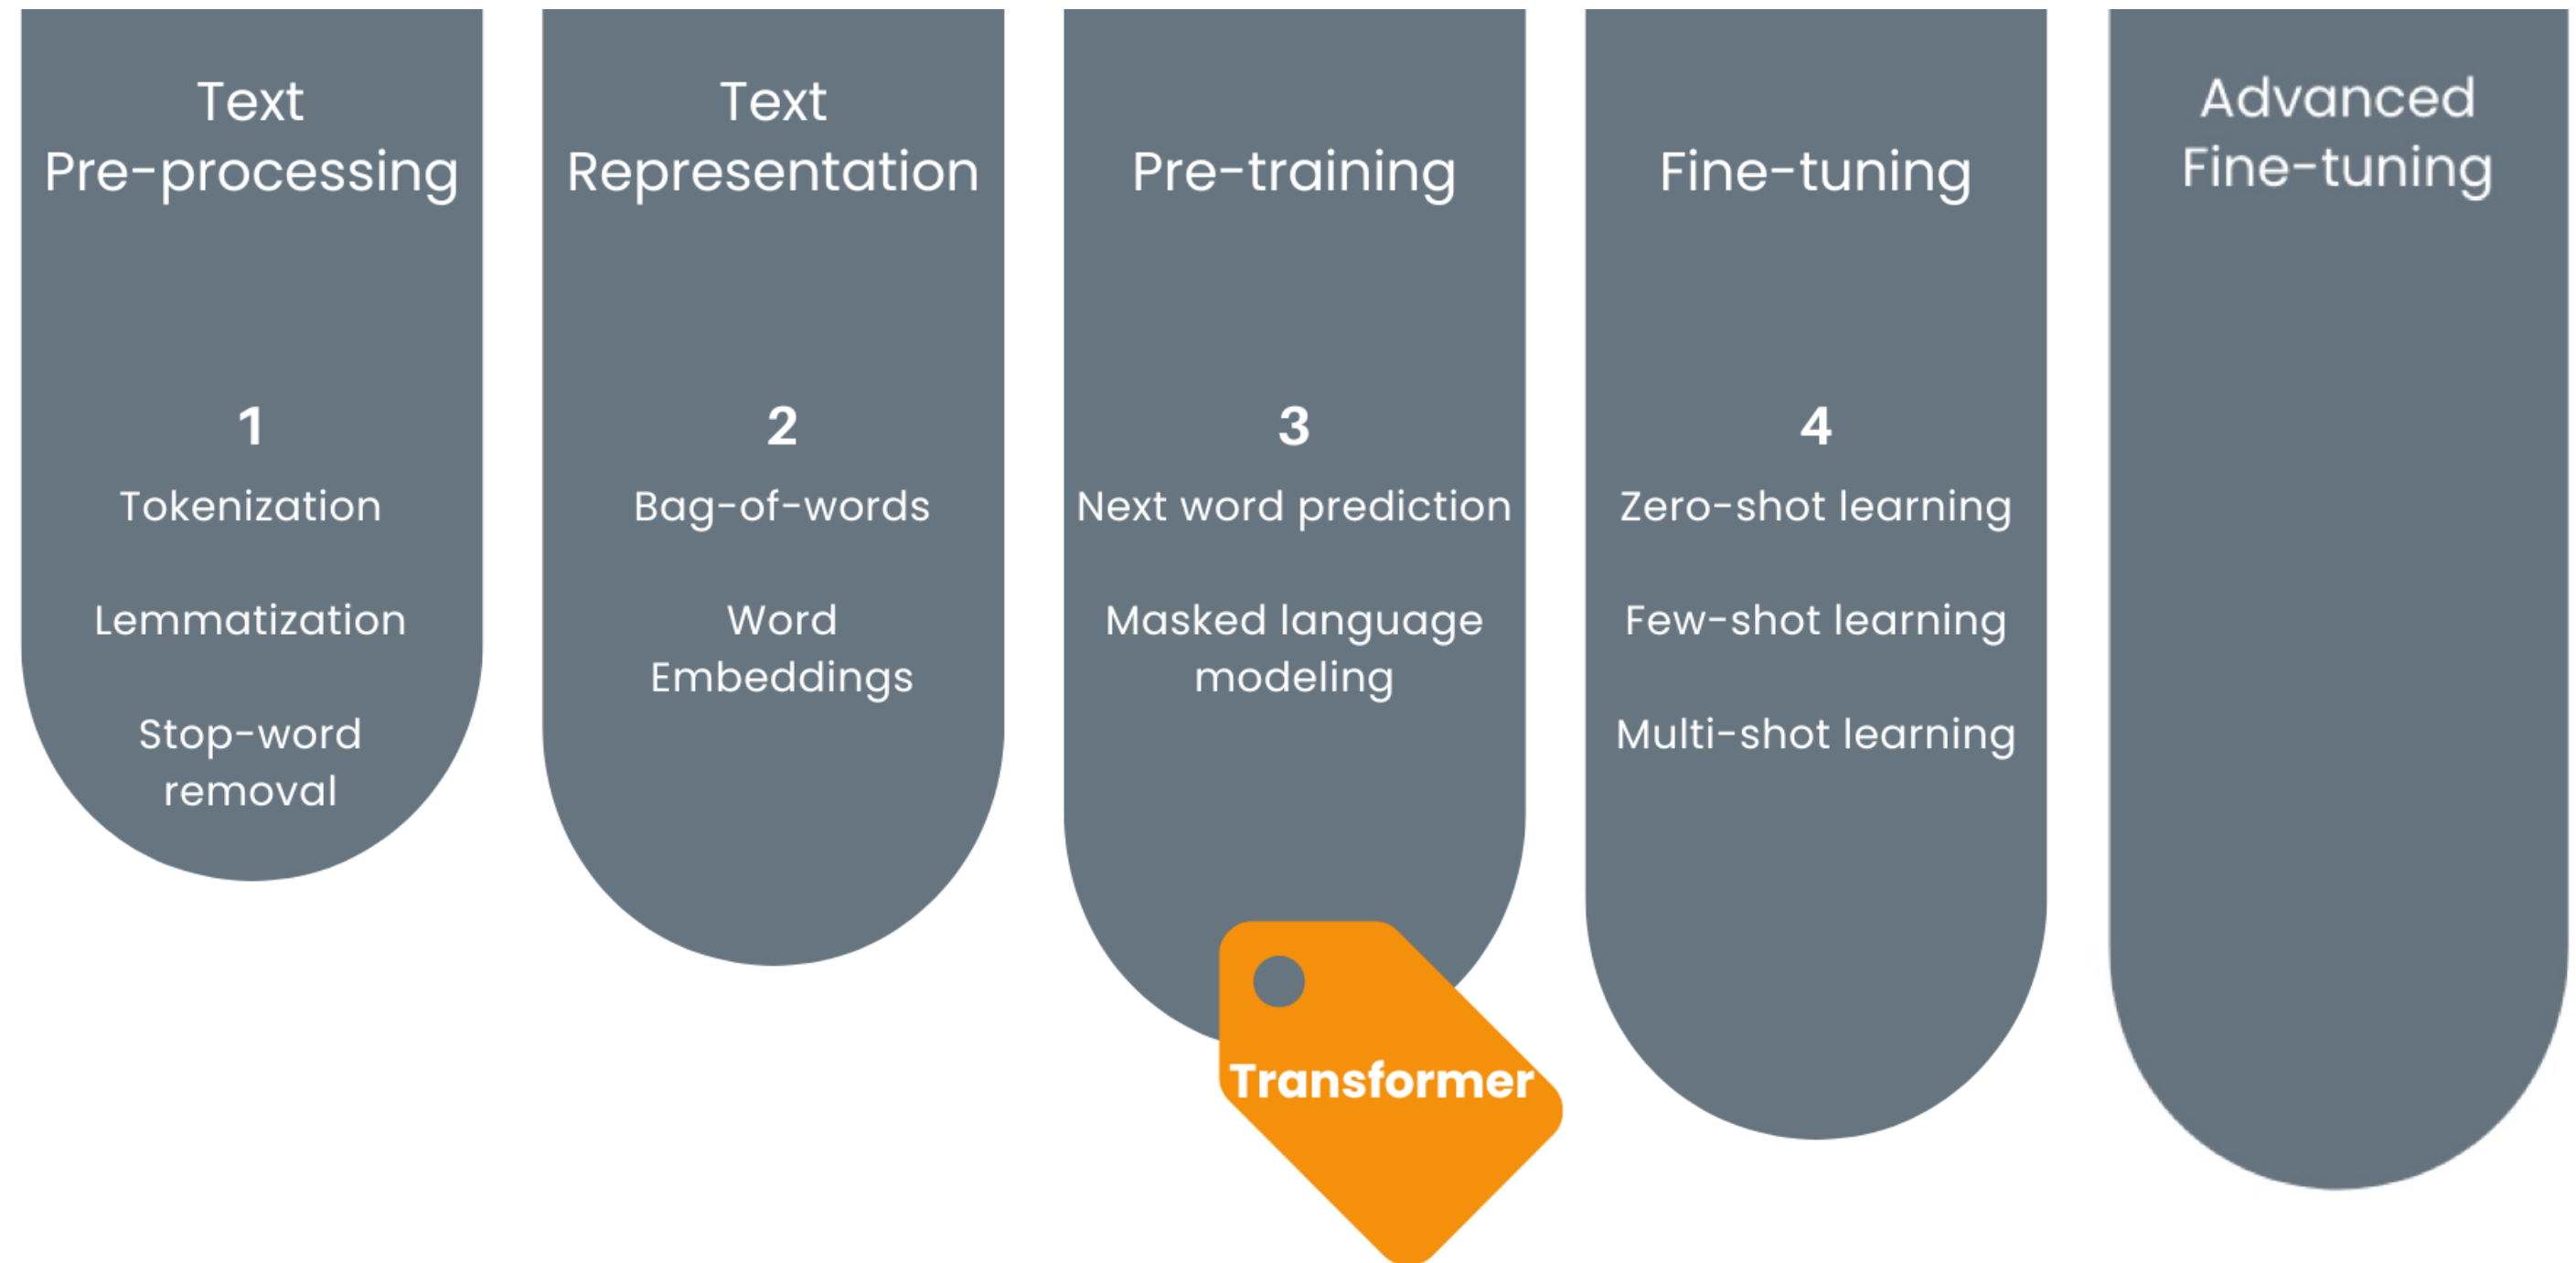 Text
Pre-processing
1
Tokenization
Lemmatization
Stop-word
removal
Text
Representation
2
Bag-of-words
Word
Embeddings
Pre-training
3
Next word prediction
Masked language
modeling
Transformer
Fine-tuning
4
Zero-shot learning
Few-shot learning
Multi-shot learning
Advanced
Fine-tuning